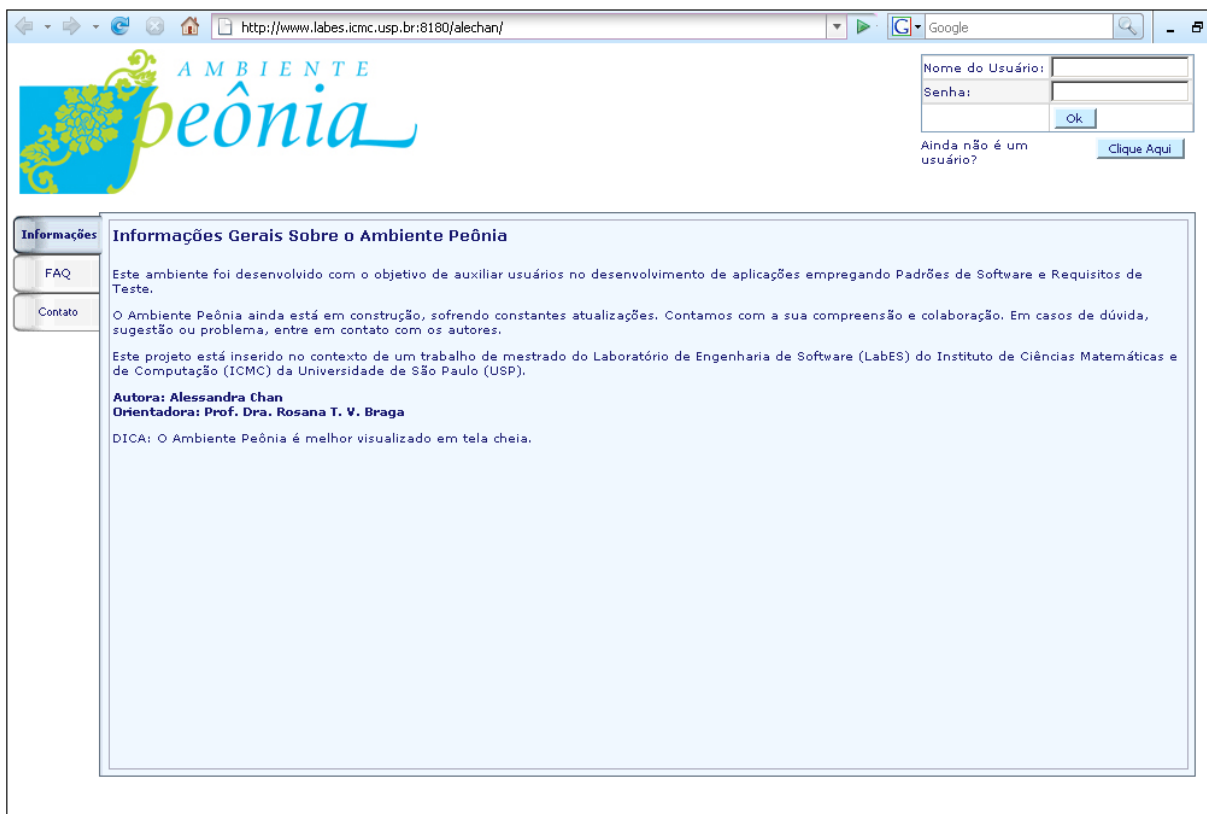 http://www.labes.icmc.usp.br:8180/alechan/
G Google
AMBIENTE
peônia
Nome do Usuário:
Senha:
Ok
Ainda não é um
usuário?
Clique Aqui
Informações
FAQ
Contato
Informações Gerais Sobre o Ambiente Peônia
Este ambiente foi desenvolvido com o objetivo de auxiliar usuários no desenvolvimento de aplicações empregando Padrões de Software e Requisitos de
Teste.
O Ambiente Peônia ainda está em construção, sofrendo constantes atualizações. Contamos com a sua compreensão e colaboração. Em casos de dúvida,
sugestão ou problema, entre em contato com os autores.
Este projeto está inserido no contexto de um trabalho de mestrado do Laboratório de Engenharia de Software (LabES) do Instituto de Ciências Matemáticas e
de Computação (ICMC) da Universidade de São Paulo (USP).
Autora: Alessandra Chan
Orientadora: Prof. Dra. Rosana T. V. Braga
DICA: O Ambiente Peônia é melhor visualizado em tela cheia.